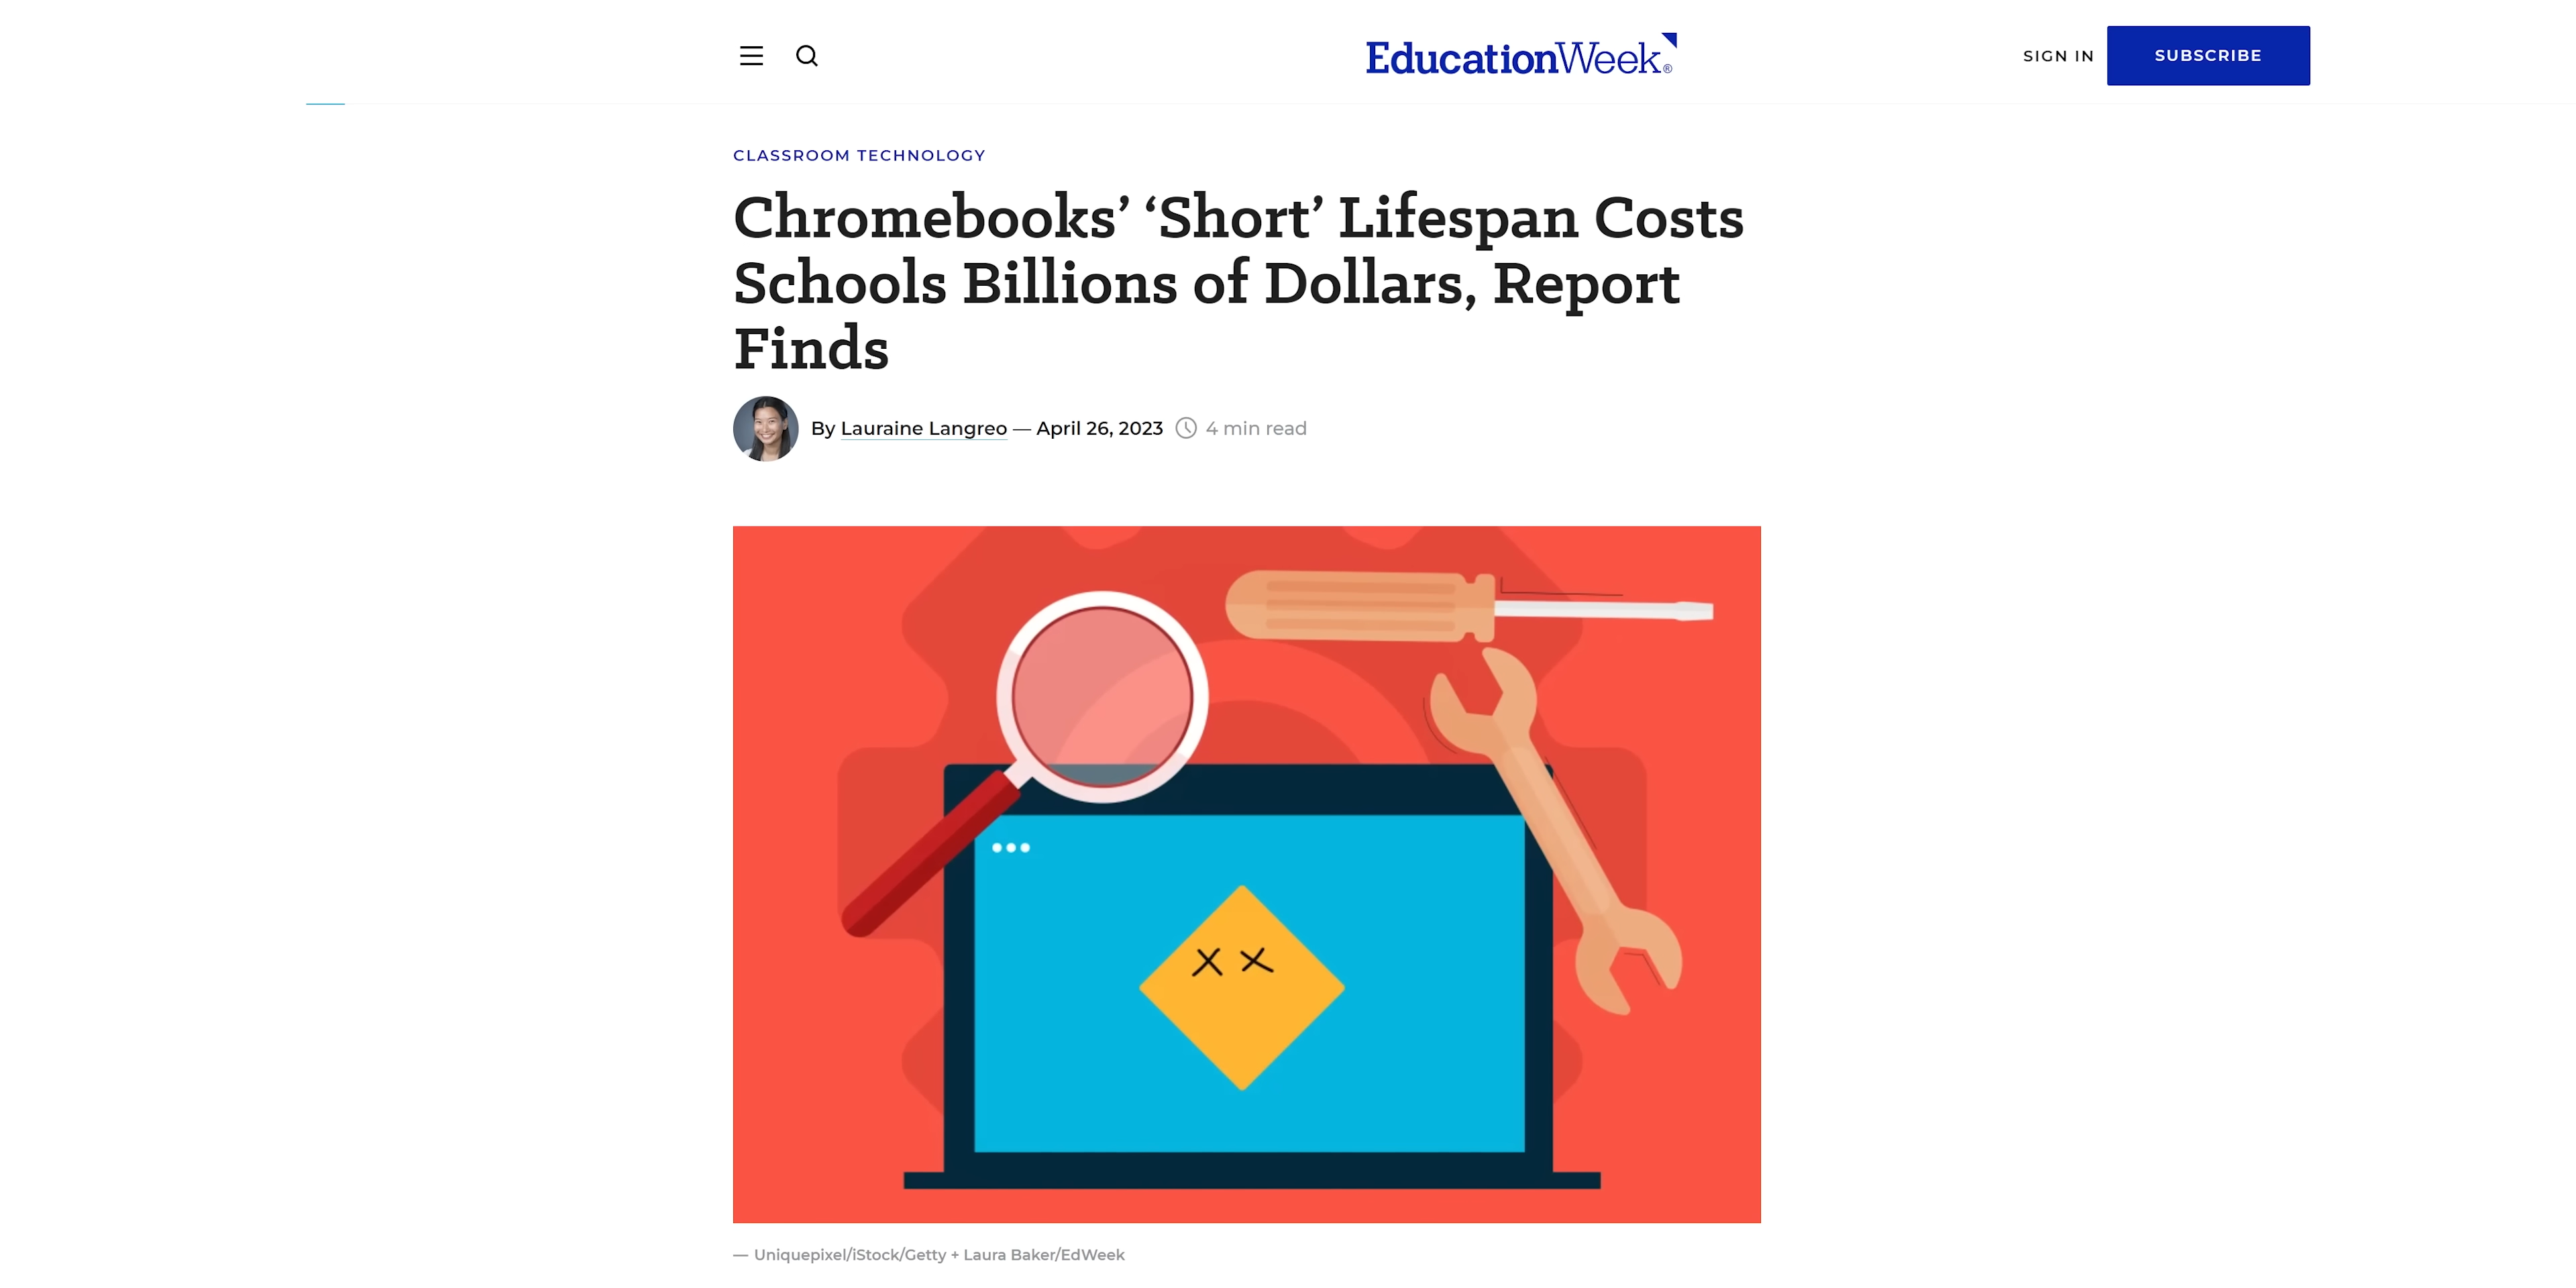 EducationWeek®
SIGN IN
SUBSCRIBE
CLASSROOM TECHNOLOGY
Chromebooks’ ‘Short’ Lifespan Costs
Schools Billions of Dollars, Report
Finds
By Lauraine Langreo — April 26, 2023 4 min read
— Uniquepixel/iStock/Getty + Laura Baker/EdWeek